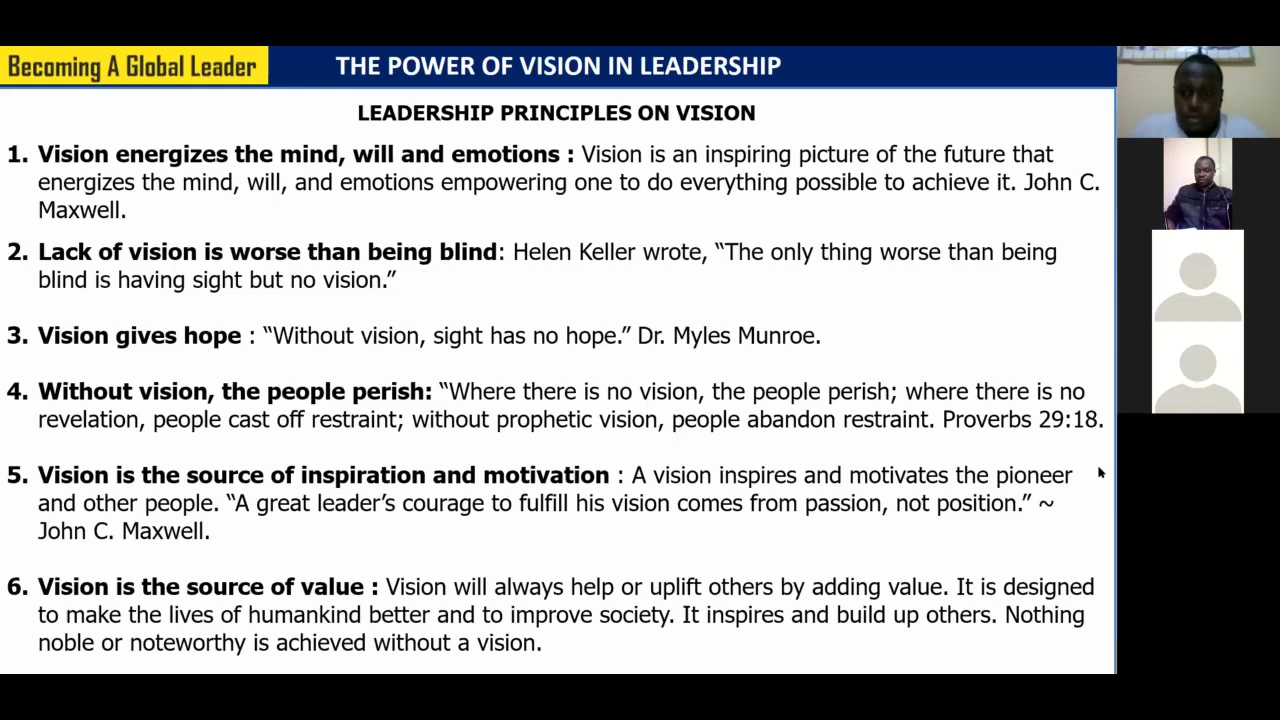 Becoming A Global Leader
THE POWER OF VISION IN LEADERSHIP
LEADERSHIP PRINCIPLES ON VISION
1. Vision energizes the mind, will and emotions : Vision is an inspiring picture of the future that
energizes the mind, will, and emotions empowering one to do everything possible to achieve it. John C.
Maxwell.
2. Lack of vision is worse than being blind: Helen Keller wrote, “The only thing worse than being
blind is having sight but no vision.”
3. Vision gives hope : “Without vision, sight has no hope.” Dr. Myles Munroe.
4. Without vision, the people perish: “Where there is no vision, the people perish; where there is no
revelation, people cast off restraint; without prophetic vision, people abandon restraint. Proverbs 29:18.
5. Vision is the source of inspiration and motivation : A vision inspires and motivates the pioneer
and other people. “A great leader’s courage to fulfill his vision comes from passion, not position.” ~
John C. Maxwell.
6. Vision is the source of value : Vision will always help or uplift others by adding value. It is designed
to make the lives of humankind better and to improve society. It inspires and build up others. Nothing
noble or noteworthy is achieved without a vision.